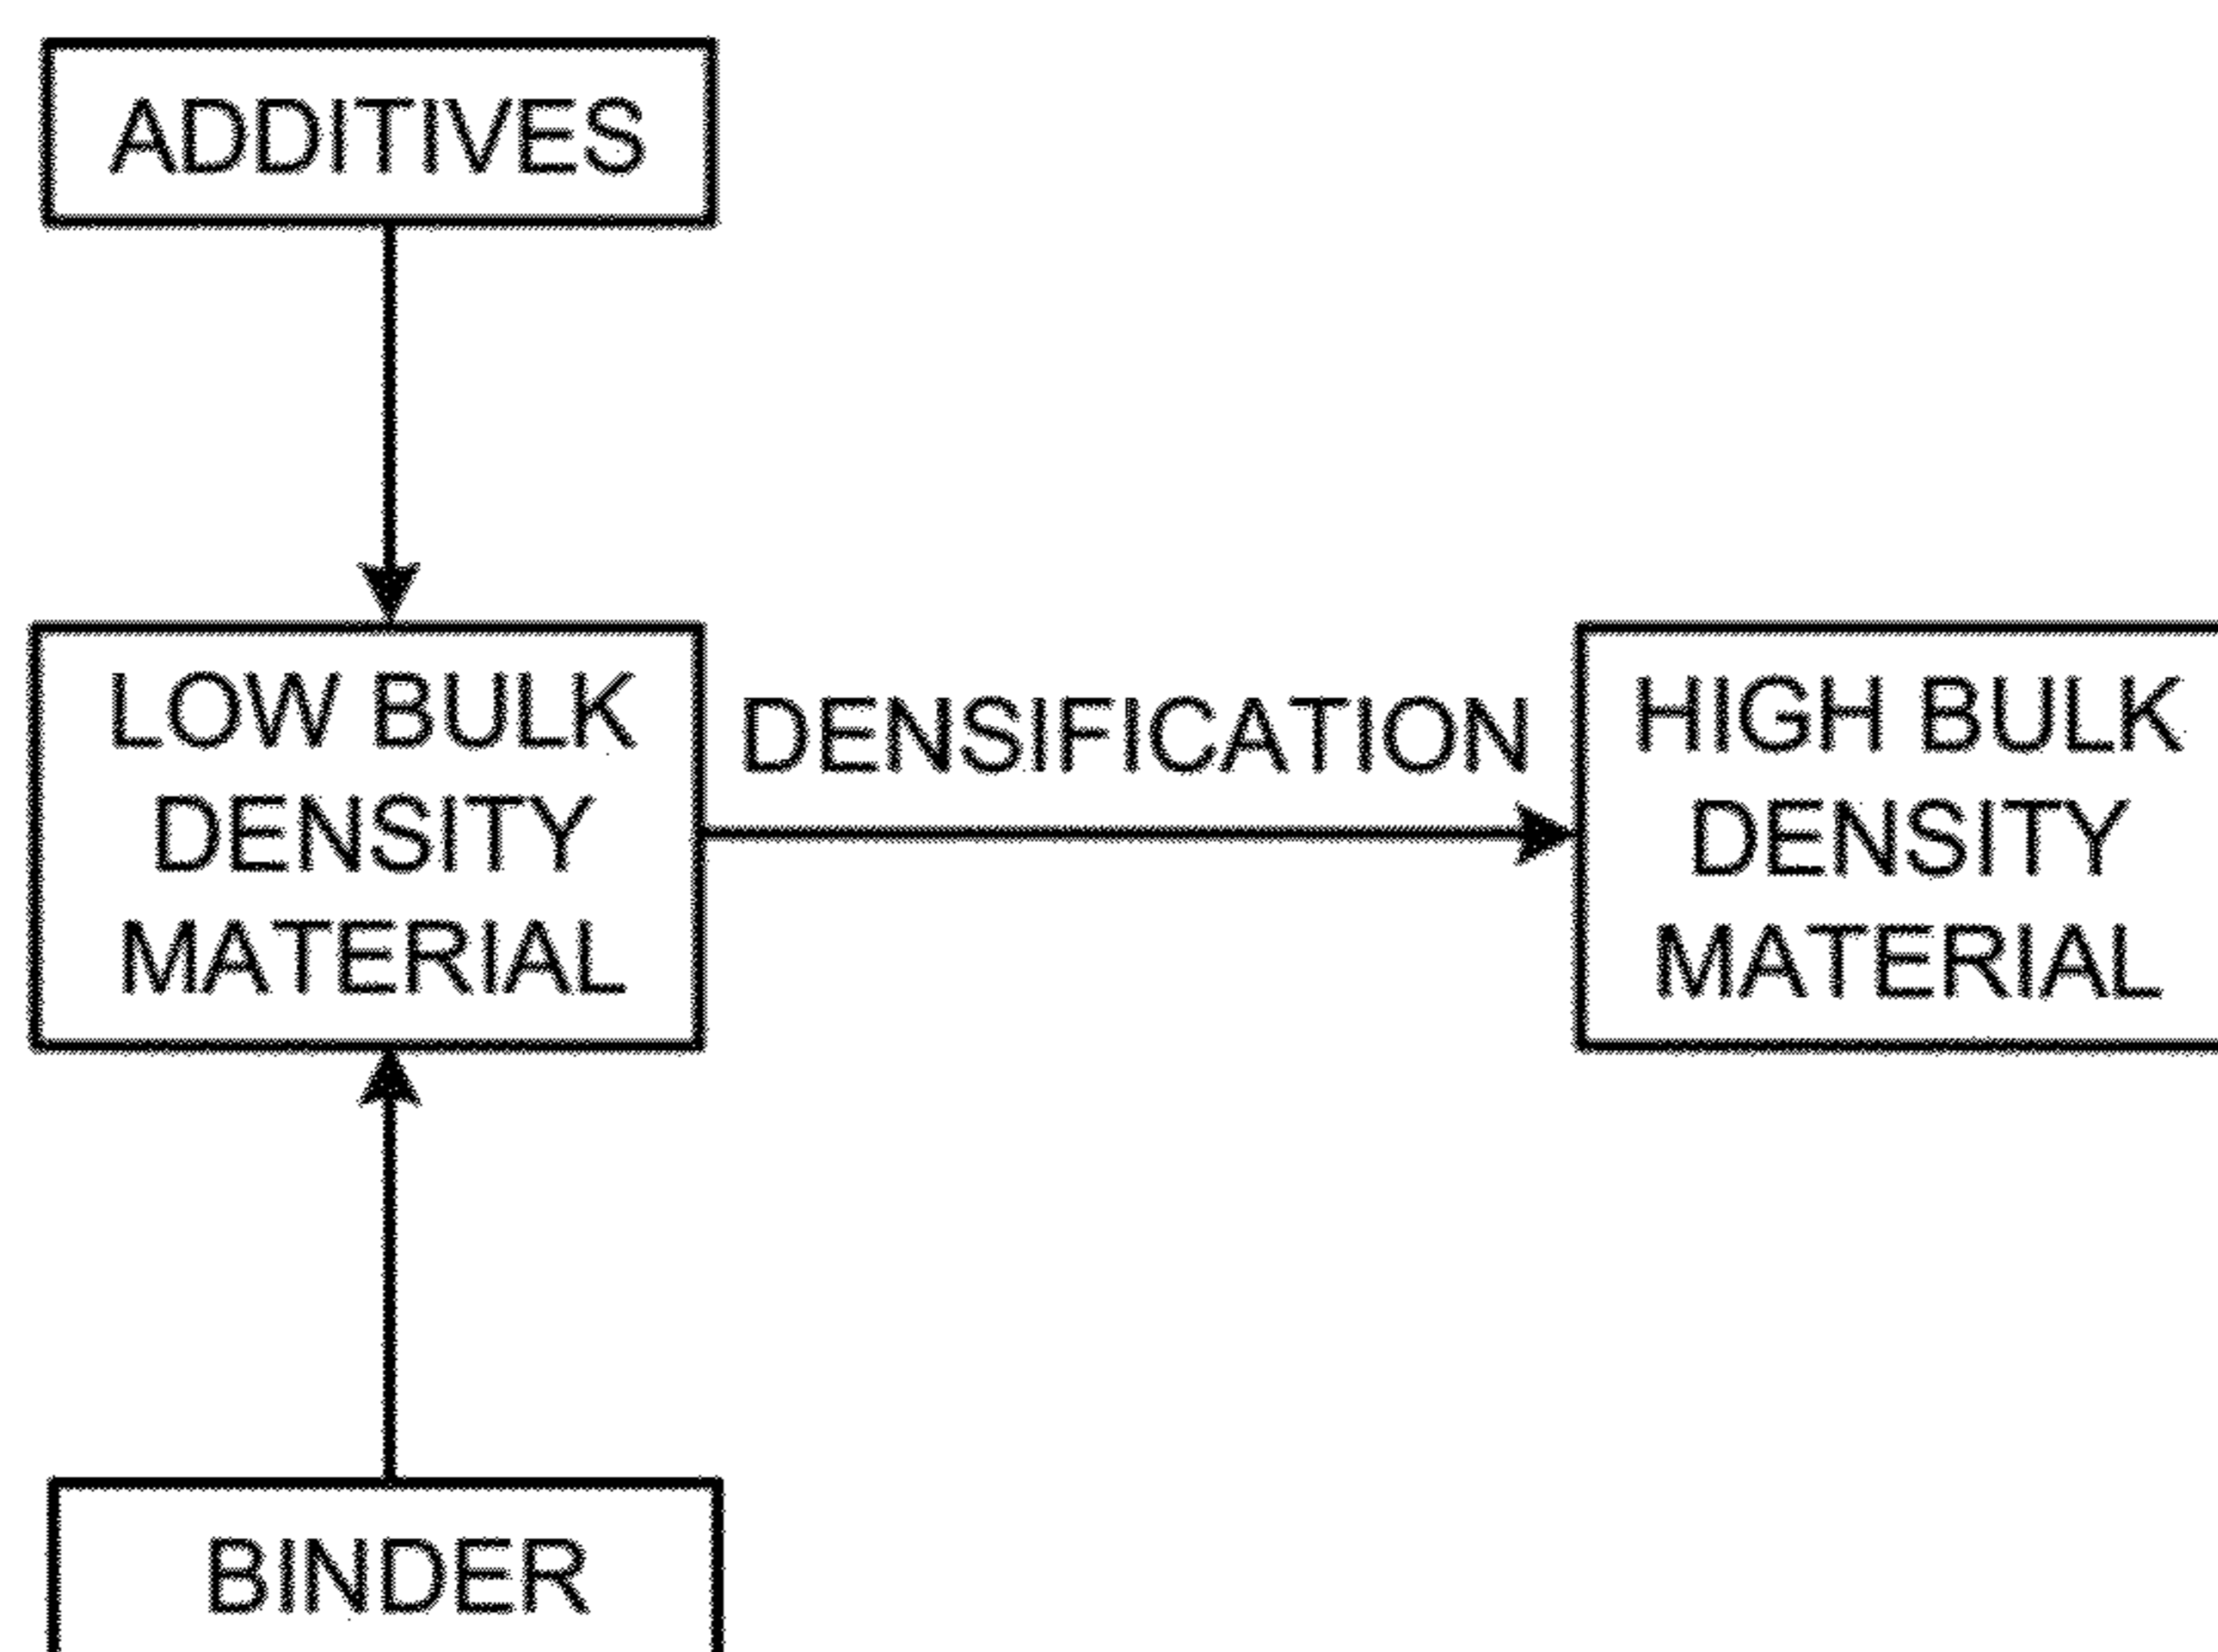 ADDITIVES
LOW BULK
DENSITY
MATERIAL
DENSIFICATION
HIGH BULK
DENSITY
MATERIAL
BINDER